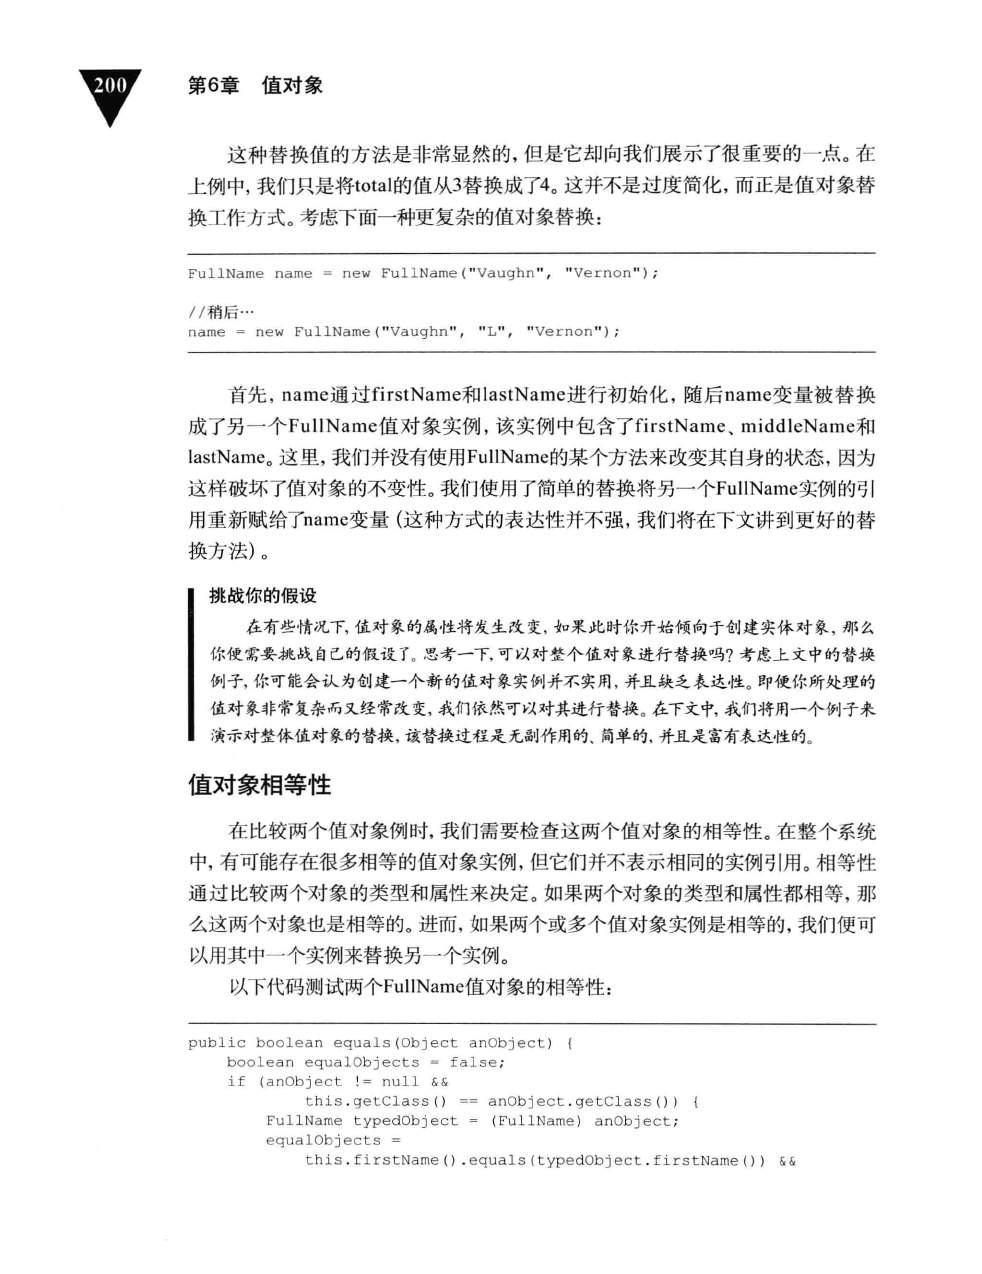 200
第6章 值对象
这种替换值的方法是非常显然的，但是它却向我们展示了很重要的一点。在
上例中，我们只是将total的值从3替换成了4。这并不是过度简化，而正是值对象替
换工作方式。考虑下面一种更复杂的值对象替换：
FullName name = new FullName("Vaughn", "Vernon");
//稍后…
name = new FullName("Vaughn", "L", "Vernon");
首先，name通过firstName和lastName进行初始化，随后name变量被替换
成了另一个FullName值对象实例，该实例中包含了firstName、middleName和
lastName。这里，我们并没有使用FullName的某个方法来改变其自身的状态，因为
这样破坏了值对象的不变性。我们使用了简单的替换将另一个FullName实例的引
用重新赋给了name变量（这种方式的表达性并不强，我们将在下文讲到更好的替
换方法）。
挑战你的假设
在有些情况下，值对象的属性将发生改变，如果此时你开始倾向于创建实体对象，那么
你便需要挑战自己的假设了。思考一下，可以对整个值对象进行替换吗？考虑上文中的替换
例子，你可能会认为创建一个新的值对象实例并不实用，并且缺乏表达性。即便你所处理的
值对象非常复杂而又经常改变，我们依然可以对其进行替换。在下文中，我们将用一个例子来
演示对整体值对象的替换，该替换过程是无副作用的、简单的，并且是富有表达性的。
值对象相等性
在比较两个值对象例时，我们需要检查这两个值对象的相等性。在整个系统
中，有可能存在很多相等的值对象实例，但它们并不表示相同的实例引用。相等性
通过比较两个对象的类型和属性来决定。如果两个对象的类型和属性都相等，那
么这两个对象也是相等的。进而，如果两个或多个值对象实例是相等的，我们便可
以用其中一个实例来替换另一个实例。
以下代码测试两个FullName值对象的相等性：
public boolean equals(Object anObject) {
boolean equalObjects = false;
if (anObject != null &&
this.getClass() == anObject.getClass()) {
FullName typedObject = (FullName) anObject;
equalObjects =
this.firstName().equals(typedObject.firstName()) &&